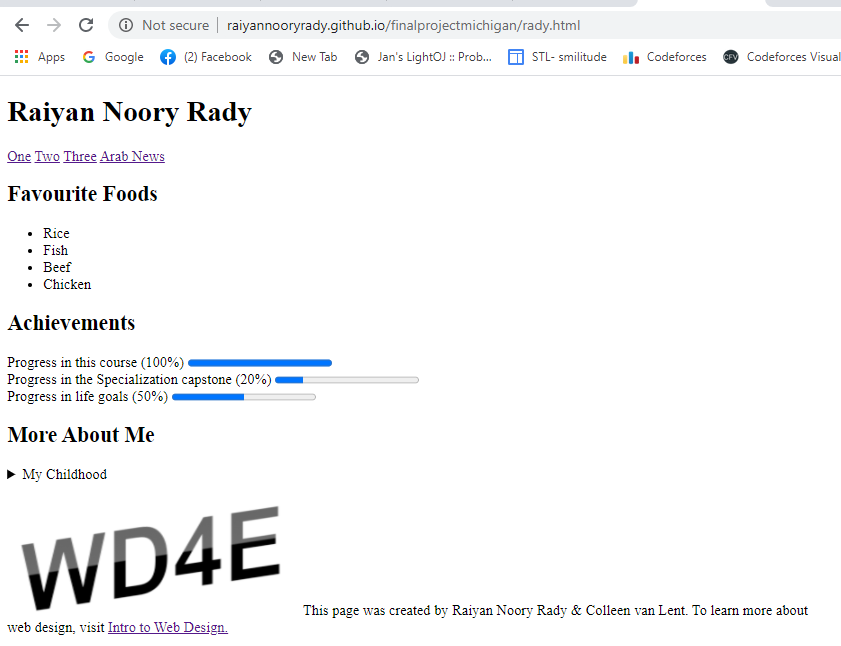 Not secure | raiyannooryrady.github.io/finalprojectmichigan/rady.html
Apps Google (2) Facebook New Tab Jan's LightOJ :: Prob... STL- smilitude Codeforces CFV Codeforces Visual
Raiyan Noory Rady
One Two Three Arab News
Favourite Foods
Rice
Fish
Beef
Chicken
Achievements
Progress in this course (100%)
Progress in the Specialization capstone (20%)
Progress in life goals (50%)
More About Me
My Childhood
WD4E
This page was created by Raiyan Noory Rady & Colleen van Lent. To learn more about
web design, visit Intro to Web Design.